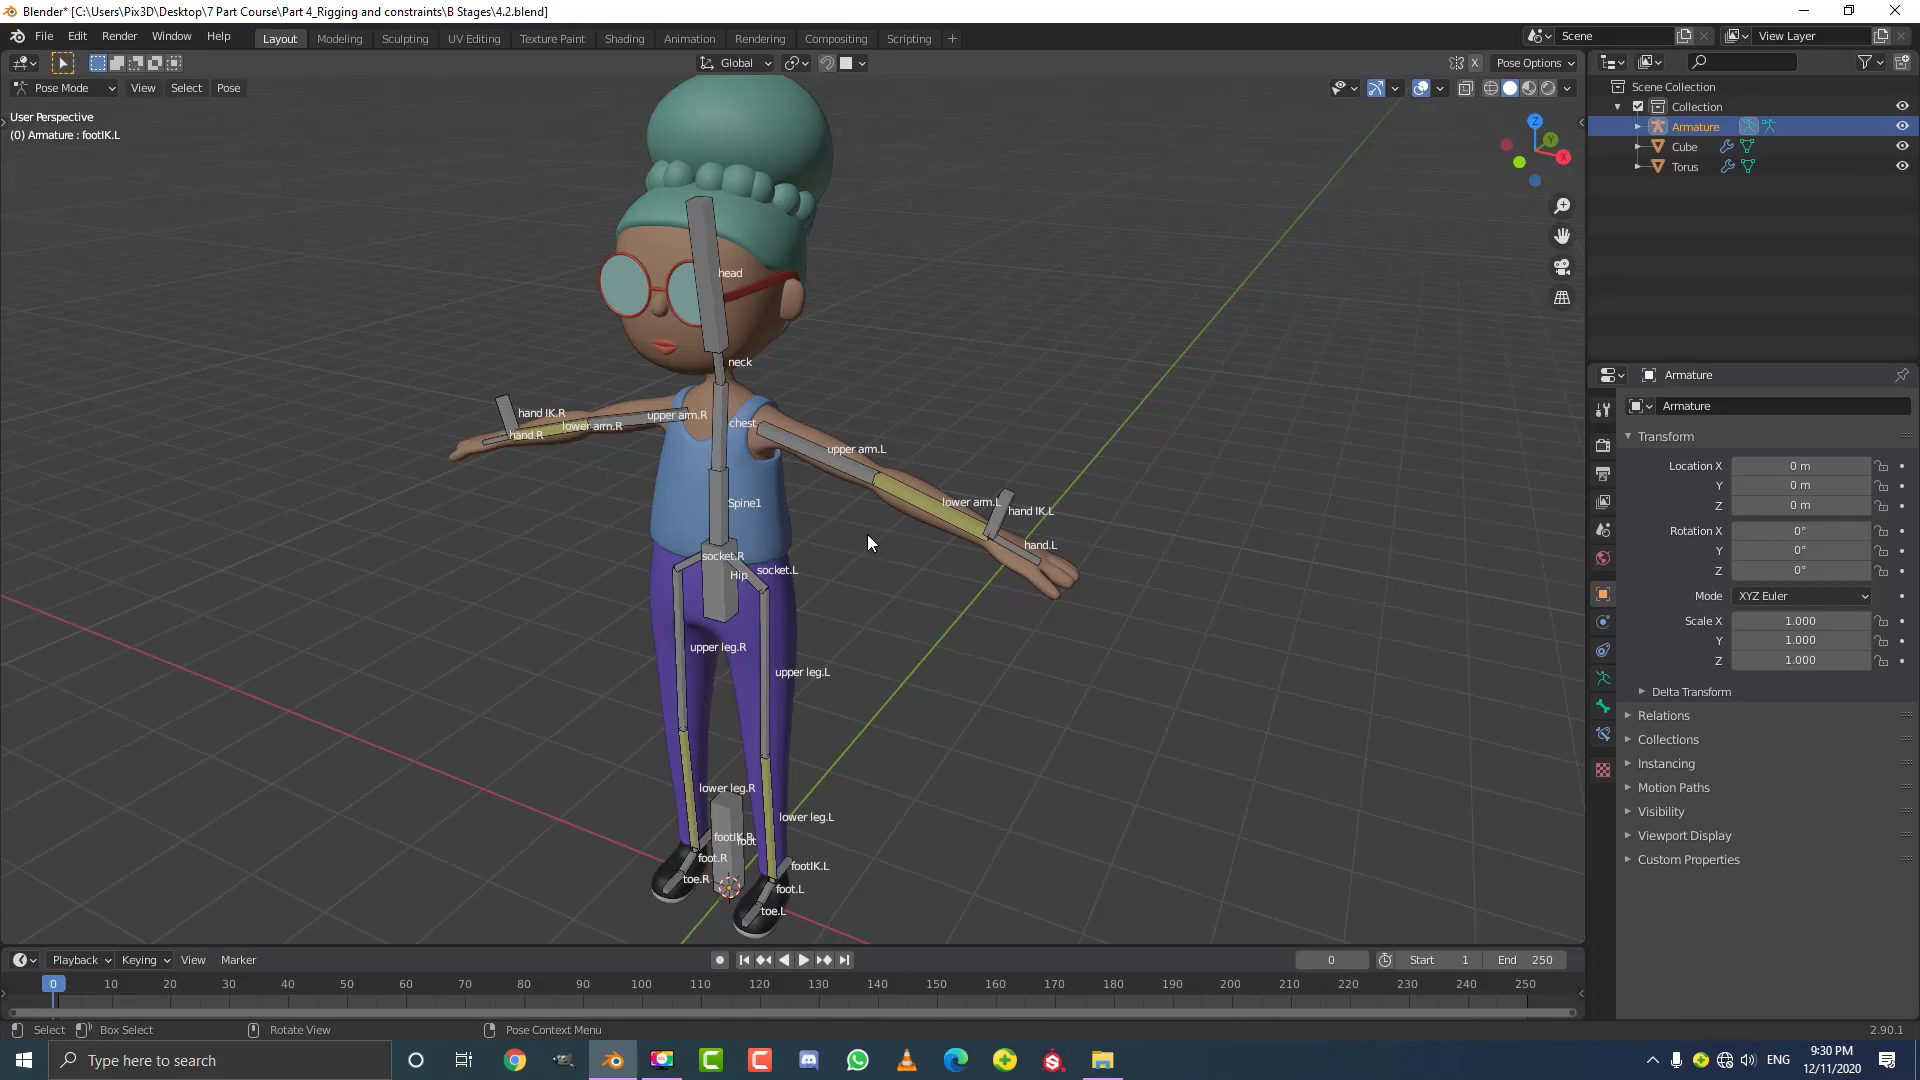 Blender* [C:\Users\Pix3D\Desktop\7 Part Course\Part 4_Rigging and constraints\B Stages\4.2.blend]
File Edit Render Window Help
Layout Modeling Sculpting UV Editing Texture Paint Shading Animation Rendering Compositing Scripting +
Scene
View Layer
Global
X
Pose Options
Pose Mode View Select Pose
User Perspective
(0) Armature : footIK.L
Z
Y
X
head
neck
hand IK.R
upper arm.R
lower arm.R
hand.R
chest
upper arm.L
Spine1
lower arm.L
hand IK.L
hand.L
socket.R
Hip
socket.L
upper leg.R
upper leg.L
lower leg.R
lower leg.L
footIK.R
foot
foot.R
footIK.L
toe.R
foot.L
toe.L
Scene Collection
Collection
Armature
Cube
Torus
Armature
Armature
Transform
Location X 0 m
Y 0 m
Z 0 m
Rotation X 0°
Y 0°
Z 0°
Mode XYZ Euler
Scale X 1.000
Y 1.000
Z 1.000
Delta Transform
Relations
Collections
Instancing
Motion Paths
Visibility
Viewport Display
Custom Properties
Playback Keying View Marker
0
Start 1
End 250
0 10 20 30 40 50 60 70 80 90 100 110 120 130 140 150 160 170 180 190 200 210 220 230 240 250
Select Box Select Rotate View Pose Context Menu
2.90.1
Type here to search
ENG
9:30 PM
12/11/2020